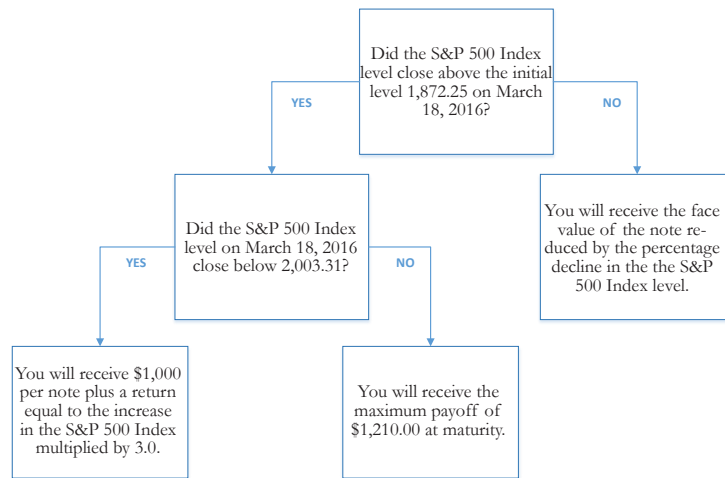 Did the S&P 500 Index
level close above the initial
level 1,872.25 on March
18, 2016?
YES
NO
Did the S&P 500 Index
level on March 18, 2016
close below 2,003.31?
You will receive the face
value of the note re-
duced by the percentage
decline in the the S&P
500 Index level.
YES
NO
You will receive $1,000
per note plus a return
equal to the increase
in the S&P 500 Index
multiplied by 3.0.
You will receive the
maximum payoff of
$1,210.00 at maturity.